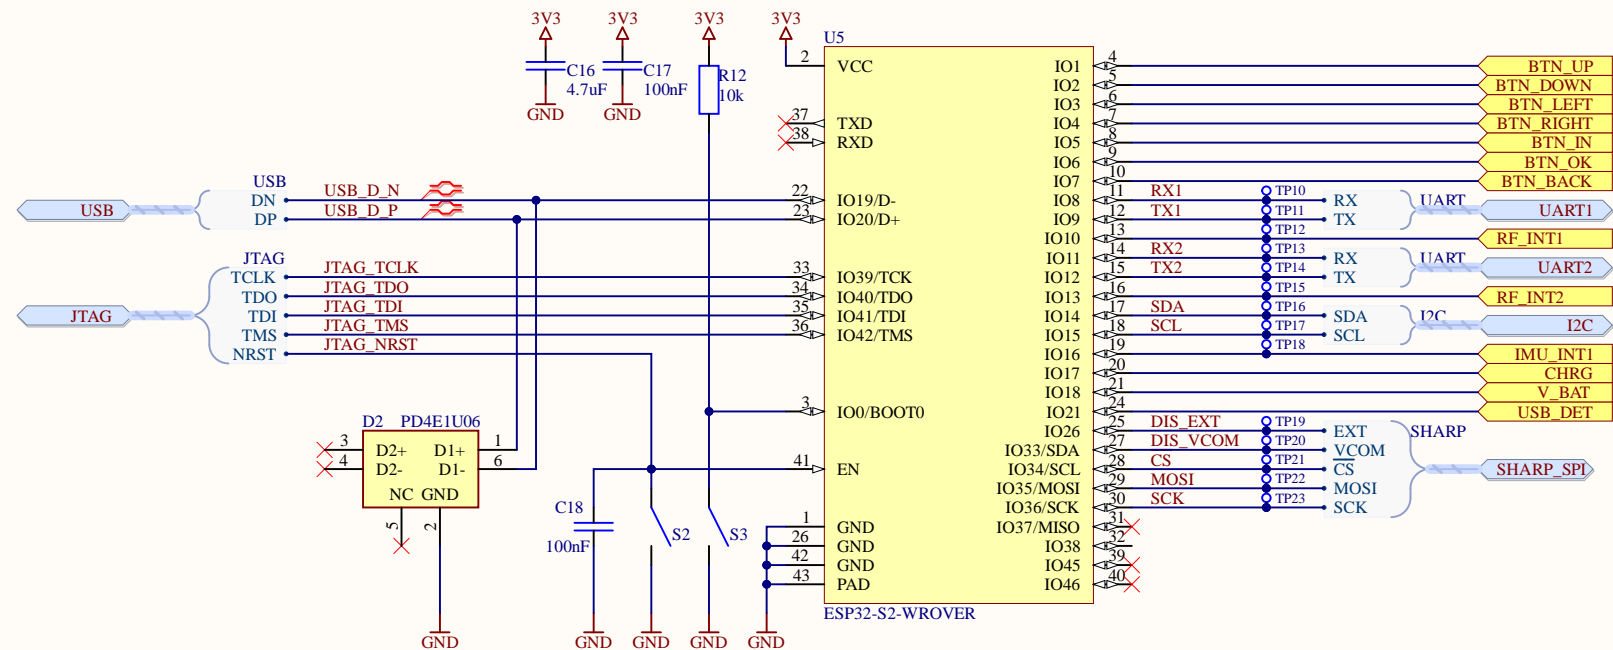 3V3 3V3 3V3 3V3
U5
C16 4.7uF GND
C17 100nF GND
R12 10k
2 VCC
37 TXD
38 RXD
22 IO19/D-
23 IO20/D+
33 IO39/TCK
34 IO40/TDO
35 IO41/TDI
36 IO42/TMS
3 IO0/BOOT0
41 EN
1 GND
26 GND
42 GND
43 PAD
ESP32-S2-WROVER
IO1 4 BTN_UP
IO2 5 BTN_DOWN
IO3 6 BTN_LEFT
IO4 7 BTN_RIGHT
IO5 8 BTN_IN
IO6 9 BTN_OK
IO7 10 BTN_BACK
IO8 11 RX1 TP10 RX
IO9 12 TX1 TP11 TX
UART UART1
IO10 13 TP12 RF_INT1
IO11 14 RX2 TP13 RX
IO12 15 TX2 TP14 TX
UART UART2
IO13 16 TP15 RF_INT2
IO14 17 SDA TP16 SDA
IO15 18 SCL TP17 SCL
I2C I2C
IO16 19 TP18 IMU_INT1
IO17 20 CHRG
IO18 21 V_BAT
IO21 24 USB_DET
IO26 25 DIS_EXT TP19 EXT
IO33/SDA 27 DIS_VCOM TP20 VCOM
IO34/SCL 28 CS TP21 CS
IO35/MOSI 29 MOSI TP22 MOSI
IO36/SCK 30 SCK TP23 SCK
SHARP SHARP_SPI
IO37/MISO 31
IO38 32
IO45 39
IO46 40
USB USB
DN USB_D_N
DP USB_D_P
JTAG JTAG
TCLK JTAG_TCLK
TDO JTAG_TDO
TDI JTAG_TDI
TMS JTAG_TMS
NRST JTAG_NRST
D2 PD4E1U06
3 D2+ D1+ 1
4 D2- D1- 6
NC GND
5 2
GND
C18 100nF
S2 S3
GND GND GND GND